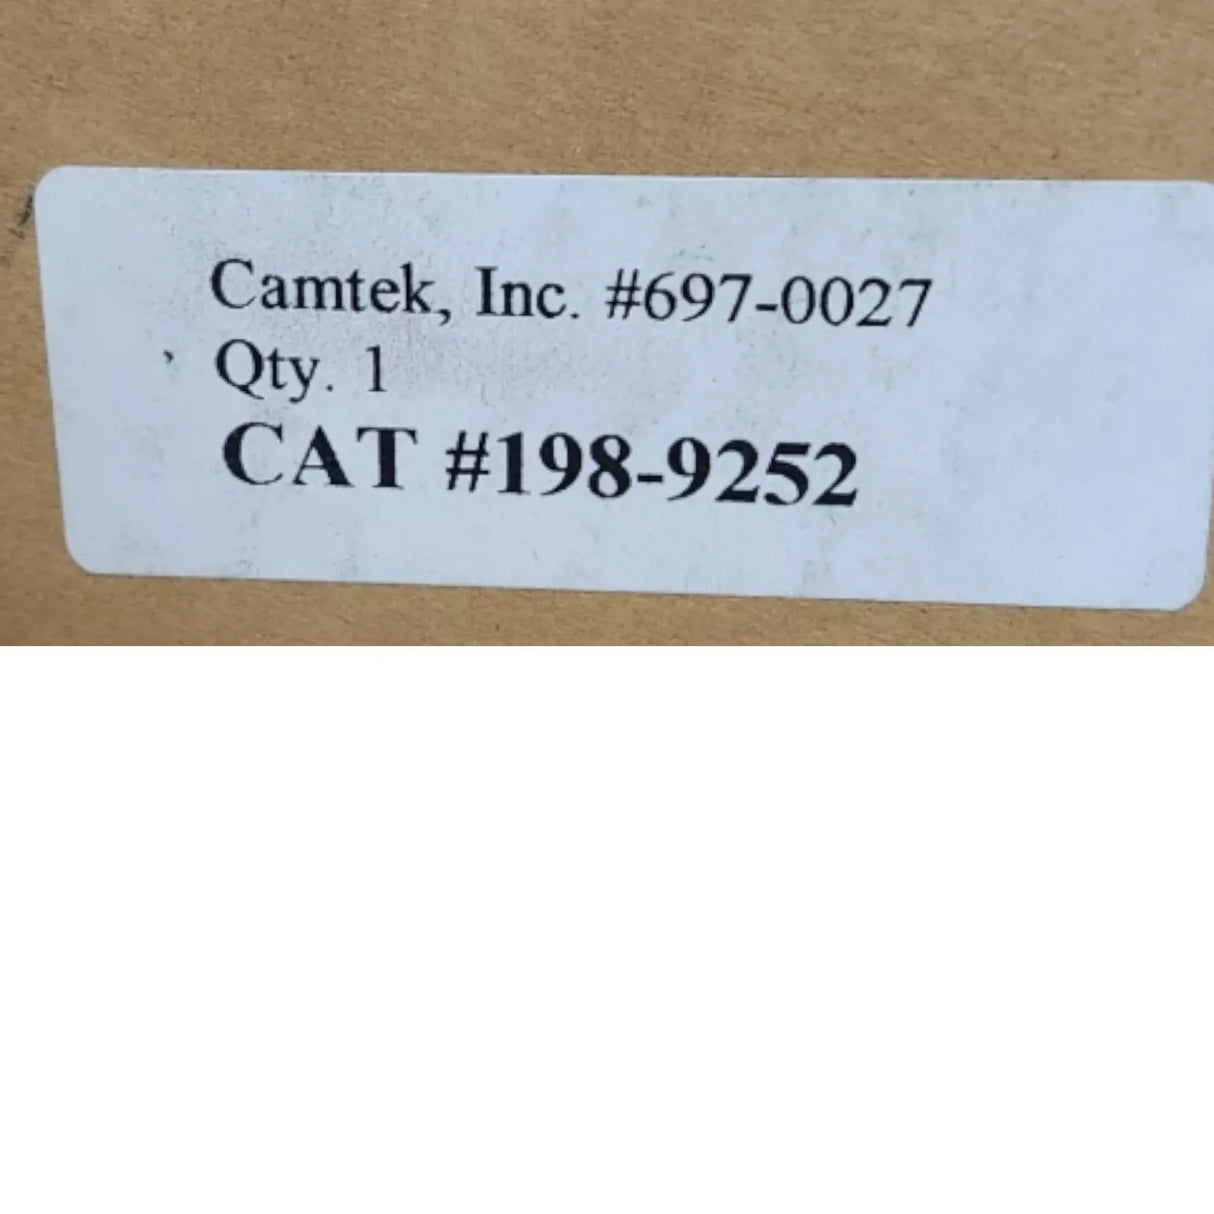 Camtek, Inc. #697-0027
Qty. 1
CAT #198-9252